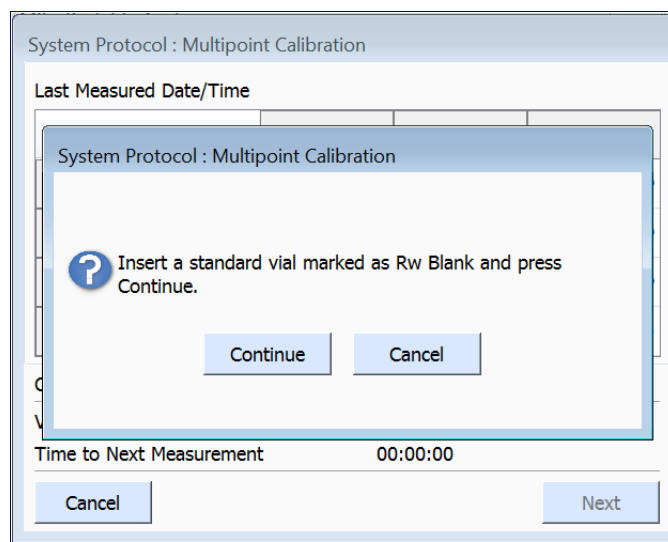 System Protocol : Multipoint Calibration
Last Measured Date/Time
System Protocol : Multipoint Calibration
Insert a standard vial marked as Rw Blank and press
Continue.
Continue Cancel
Time to Next Measurement 00:00:00
Cancel Next